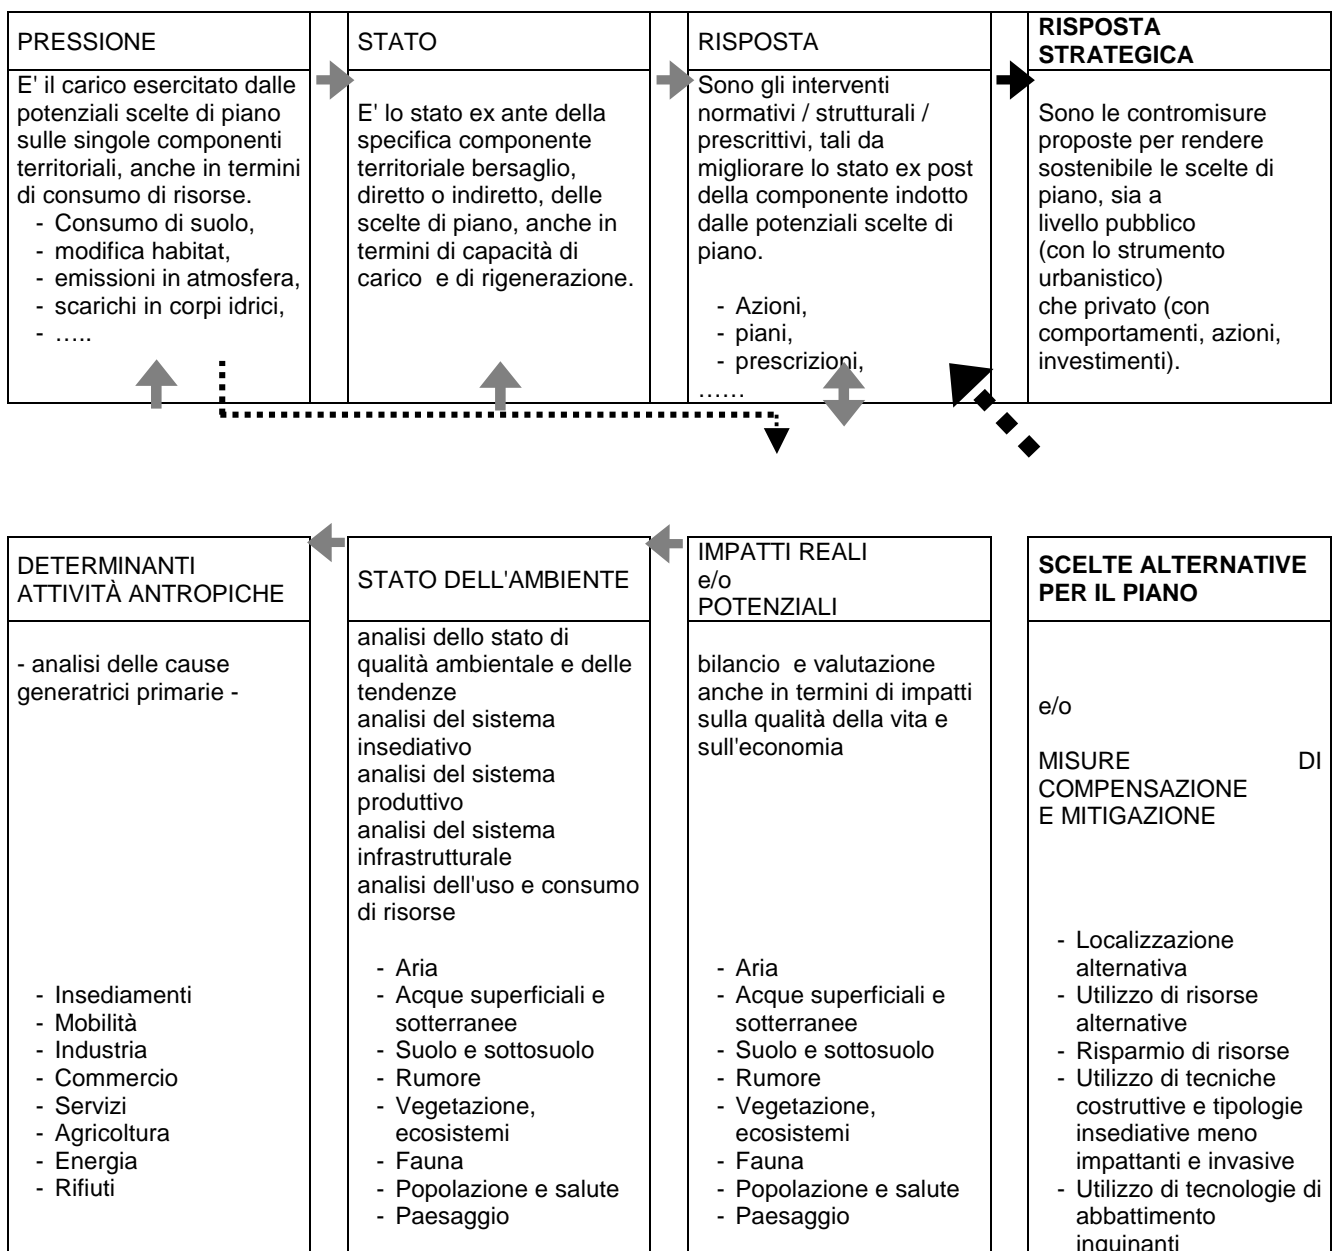 PRESSIONE
E' il carico esercitato dalle
potenziali scelte di piano
sulle singole componenti
territoriali, anche in termini
di consumo di risorse.
- Consumo di suolo,
- modifica habitat,
- emissioni in atmosfera,
- scarichi in corpi idrici,
- …..
STATO
E' lo stato ex ante della
specifica componente
territoriale bersaglio,
diretto o indiretto, delle
scelte di piano, anche in
termini di capacità di
carico e di rigenerazione.
RISPOSTA
Sono gli interventi
normativi / strutturali /
prescrittivi, tali da
migliorare lo stato ex post
della componente indotto
dalle potenziali scelte di
piano.
- Azioni,
- piani,
- prescrizioni,
……
RISPOSTA
STRATEGICA
Sono le contromisure
proposte per rendere
sostenibile le scelte di
piano, sia a
livello pubblico
(con lo strumento
urbanistico)
che privato (con
comportamenti, azioni,
investimenti).
DETERMINANTI
ATTIVITÀ ANTROPICHE
- analisi delle cause
generatrici primarie -
- Insediamenti
- Mobilità
- Industria
- Commercio
- Servizi
- Agricoltura
- Energia
- Rifiuti
STATO DELL'AMBIENTE
analisi dello stato di
qualità ambientale e delle
tendenze
analisi del sistema
insediativo
analisi del sistema
produttivo
analisi del sistema
infrastrutturale
analisi dell'uso e consumo
di risorse
- Aria
- Acque superficiali e
sotterranee
- Suolo e sottosuolo
- Rumore
- Vegetazione,
ecosistemi
- Fauna
- Popolazione e salute
- Paesaggio
IMPATTI REALI
e/o
POTENZIALI
bilancio e valutazione
anche in termini di impatti
sulla qualità della vita e
sull'economia
- Aria
- Acque superficiali e
sotterranee
- Suolo e sottosuolo
- Rumore
- Vegetazione,
ecosistemi
- Fauna
- Popolazione e salute
- Paesaggio
SCELTE ALTERNATIVE
PER IL PIANO
e/o
MISURE DI
COMPENSAZIONE
E MITIGAZIONE
- Localizzazione
alternativa
- Utilizzo di risorse
alternative
- Risparmio di risorse
- Utilizzo di tecniche
costruttive e tipologie
insediative meno
impattanti e invasive
- Utilizzo di tecnologie di
abbattimento
inquinanti